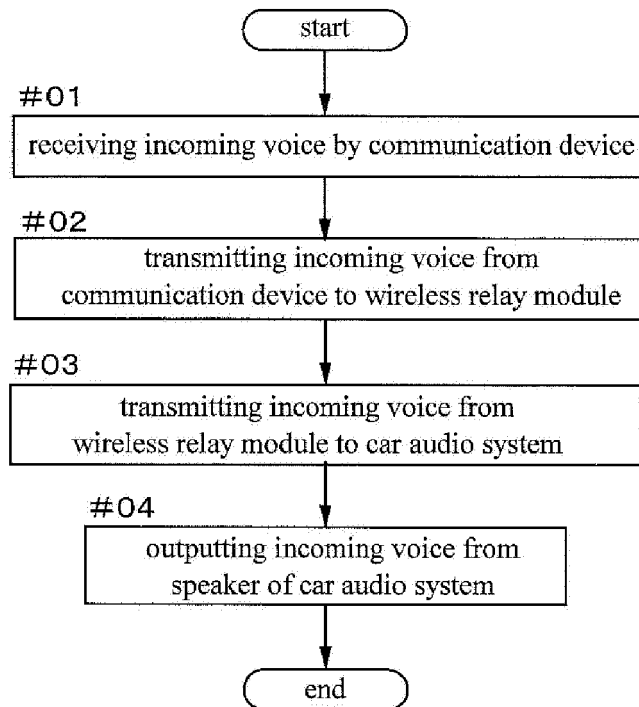 start
#01
receiving incoming voice by communication device
#02
transmitting incoming voice from
communication device to wireless relay module
#03
transmitting incoming voice from
wireless relay module to car audio system
#04
outputting incoming voice from
speaker of car audio system
end